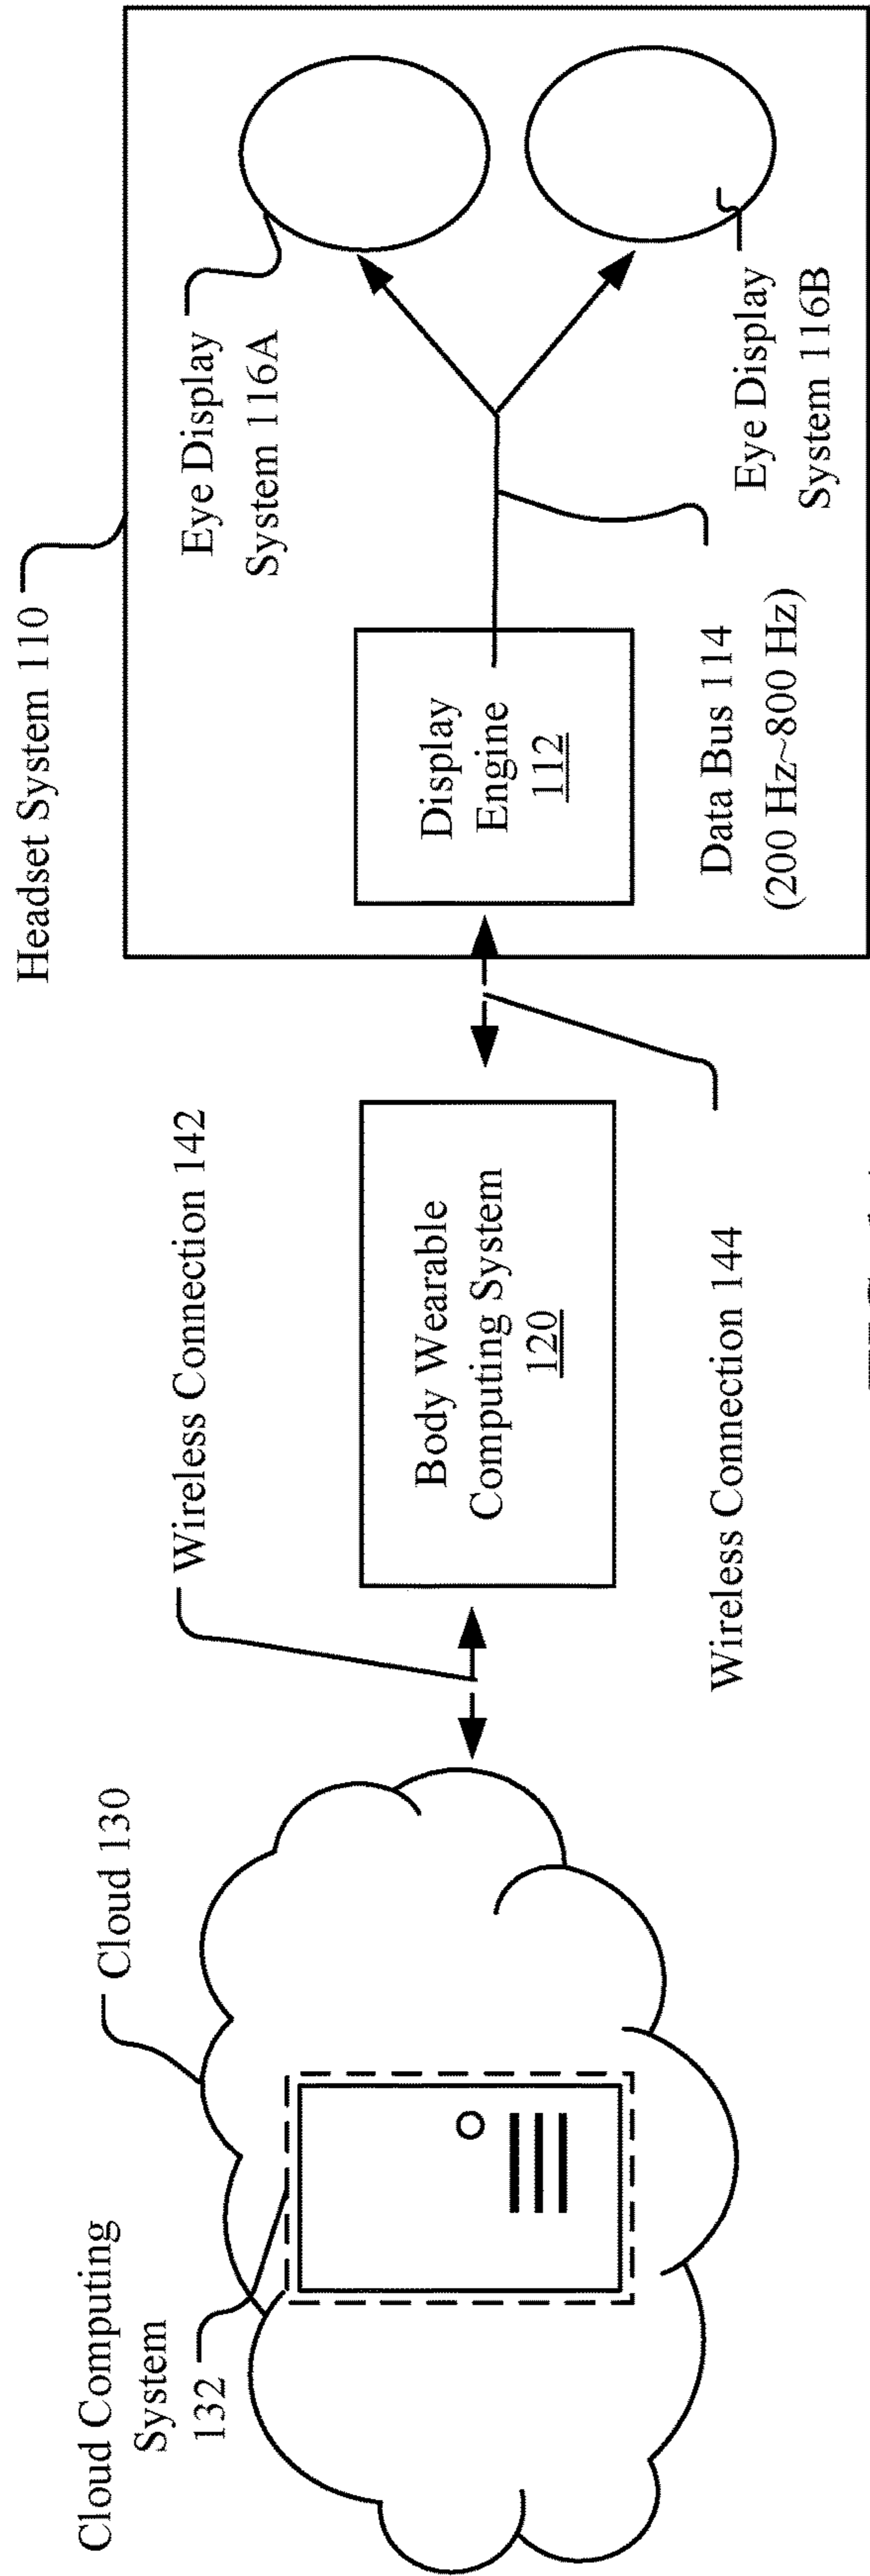 Cloud Computing
System
132
Cloud 130
Wireless Connection 142
Body Wearable
Computing System
120
Wireless Connection 144
Headset System 110
Display
Engine
112
Data Bus 114
(200 Hz~800 Hz)
Eye Display
System 116A
Eye Display
System 116B